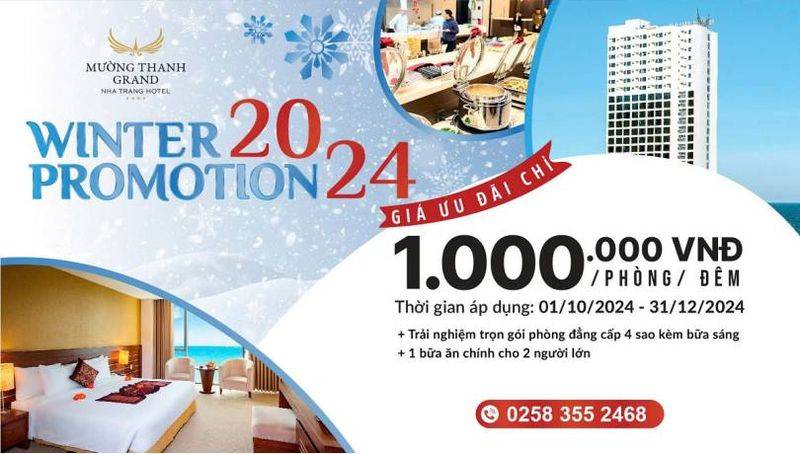 MƯỜNG THANH
GRAND
NHA TRANG HOTEL
WINTER 20
PROMOTION 24
GIÁ ƯU ĐÃI CHỈ
1.000.000 VNĐ
/PHÒNG/ ĐÊM
Thời gian áp dụng: 01/10/2024 - 31/12/2024
+ Trải nghiệm trọn gói phòng đẳng cấp 4 sao kèm bữa sáng
+ 1 bữa ăn chính cho 2 người lớn
0258 355 2468